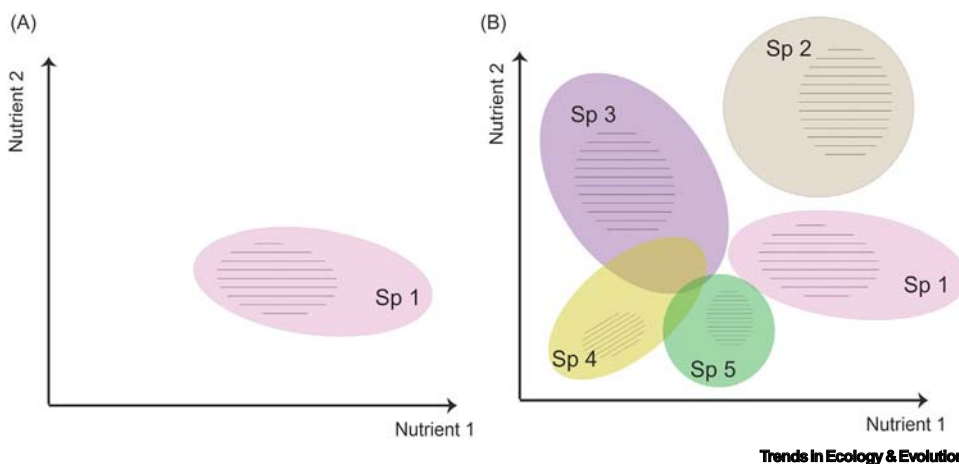 (A)
Nutrient 2
Sp 1
Nutrient 1
(B)
Nutrient 2
Sp 2
Sp 3
Sp 1
Sp 4
Sp 5
Nutrient 1
Trends in Ecology & Evolution